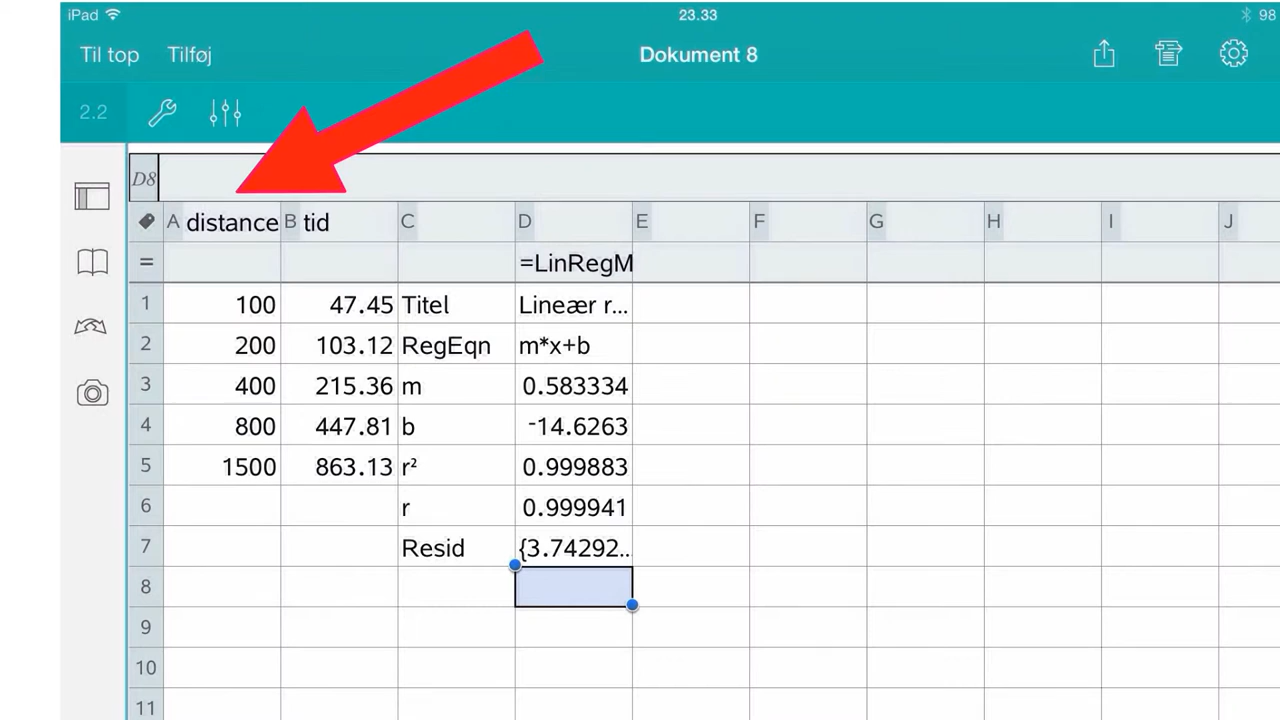 iPad 23.33 98
Til top Tilføj Dokument 8
2.2
D8
A distance B tid C D E F G H I J
= =LinRegM
1 100 47.45 Titel Lineær r...
2 200 103.12 RegEqn m*x+b
3 400 215.36 m 0.583334
4 800 447.81 b ⁻14.6263
5 1500 863.13 r² 0.999883
6 r 0.999941
7 Resid {3.74292...
8
9
10
11